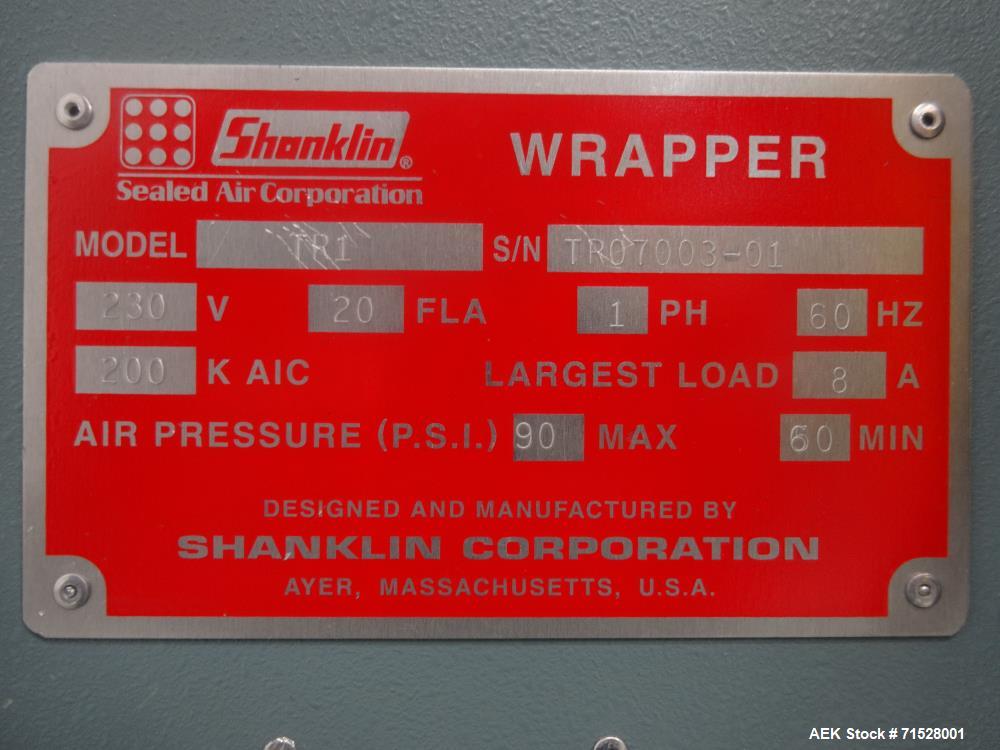 Shanklin® WRAPPER
Sealed Air Corporation
MODEL TR1 S/N TR07003-01
230 V 20 FLA 1 PH 60 HZ
200 K AIC LARGEST LOAD 8 A
AIR PRESSURE (P.S.I.) 90 MAX 60 MIN
DESIGNED AND MANUFACTURED BY
SHANKLIN CORPORATION
AYER, MASSACHUSETTS, U.S.A.
AEK Stock # 71528001